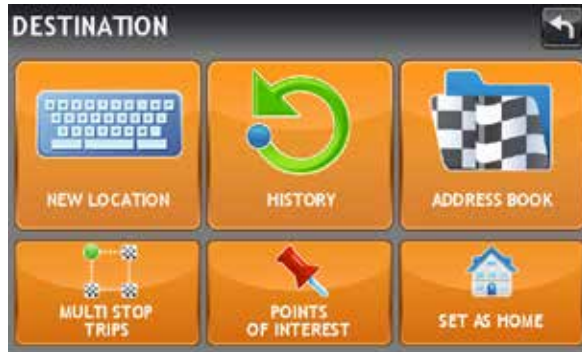 DESTINATION
NEW LOCATION
HISTORY
ADDRESS BOOK
MULTI STOP
TRIPS
POINTS
OF INTEREST
SET AS HOME